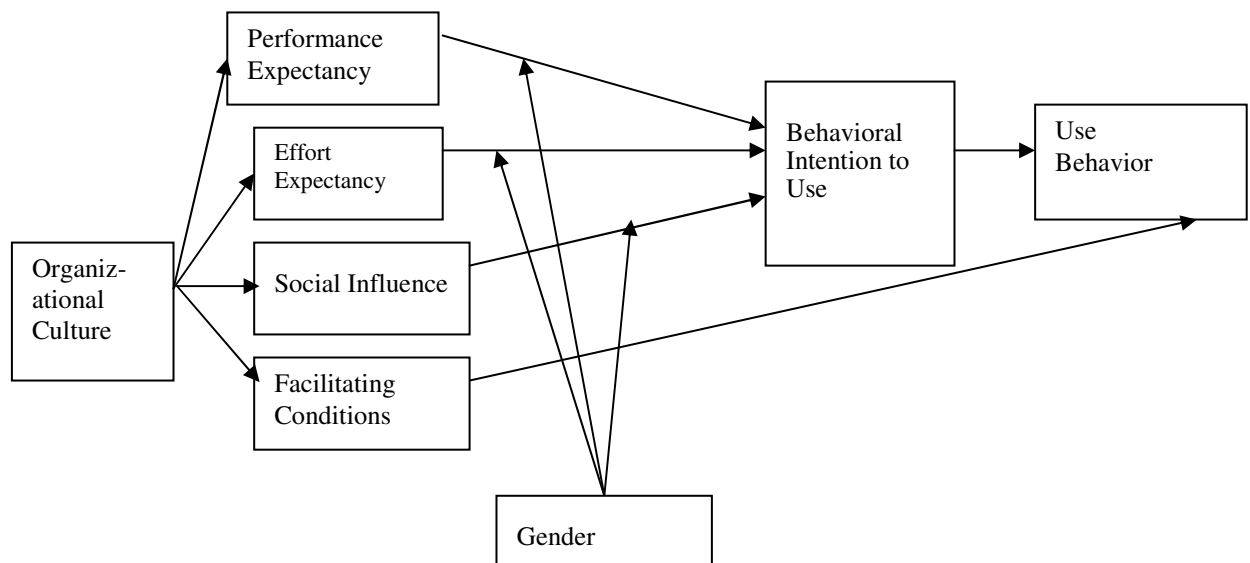 Performance
Expectancy
Effort
Expectancy
Organiz-
ational
Culture
Social Influence
Facilitating
Conditions
Behavioral
Intention to
Use
Use
Behavior
Gender